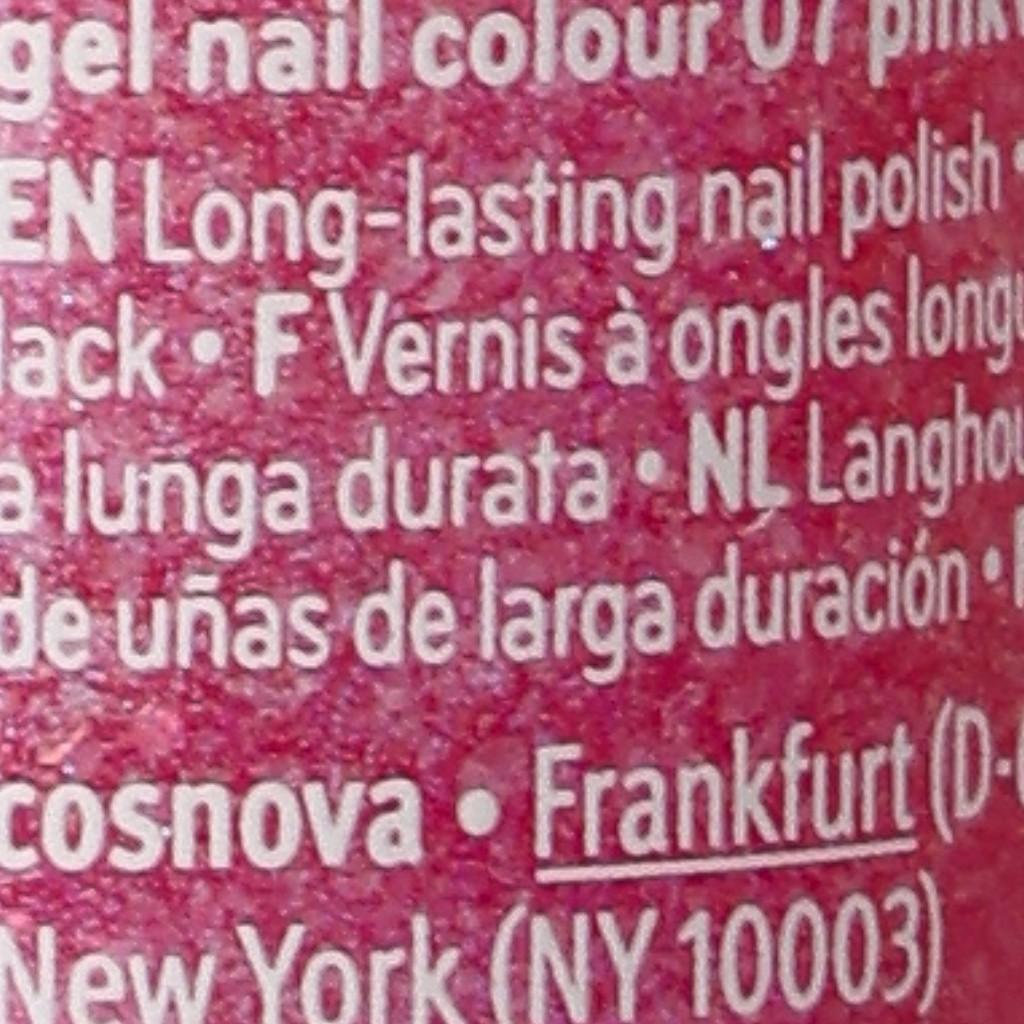 gel nail colour 07
EN Long-lasting nail polish •
lack • F Vernis à ongles
a lunga durata • NL
de uñas de larga duración •
cosnova • Frankfurt (D-
New York (NY 10003)